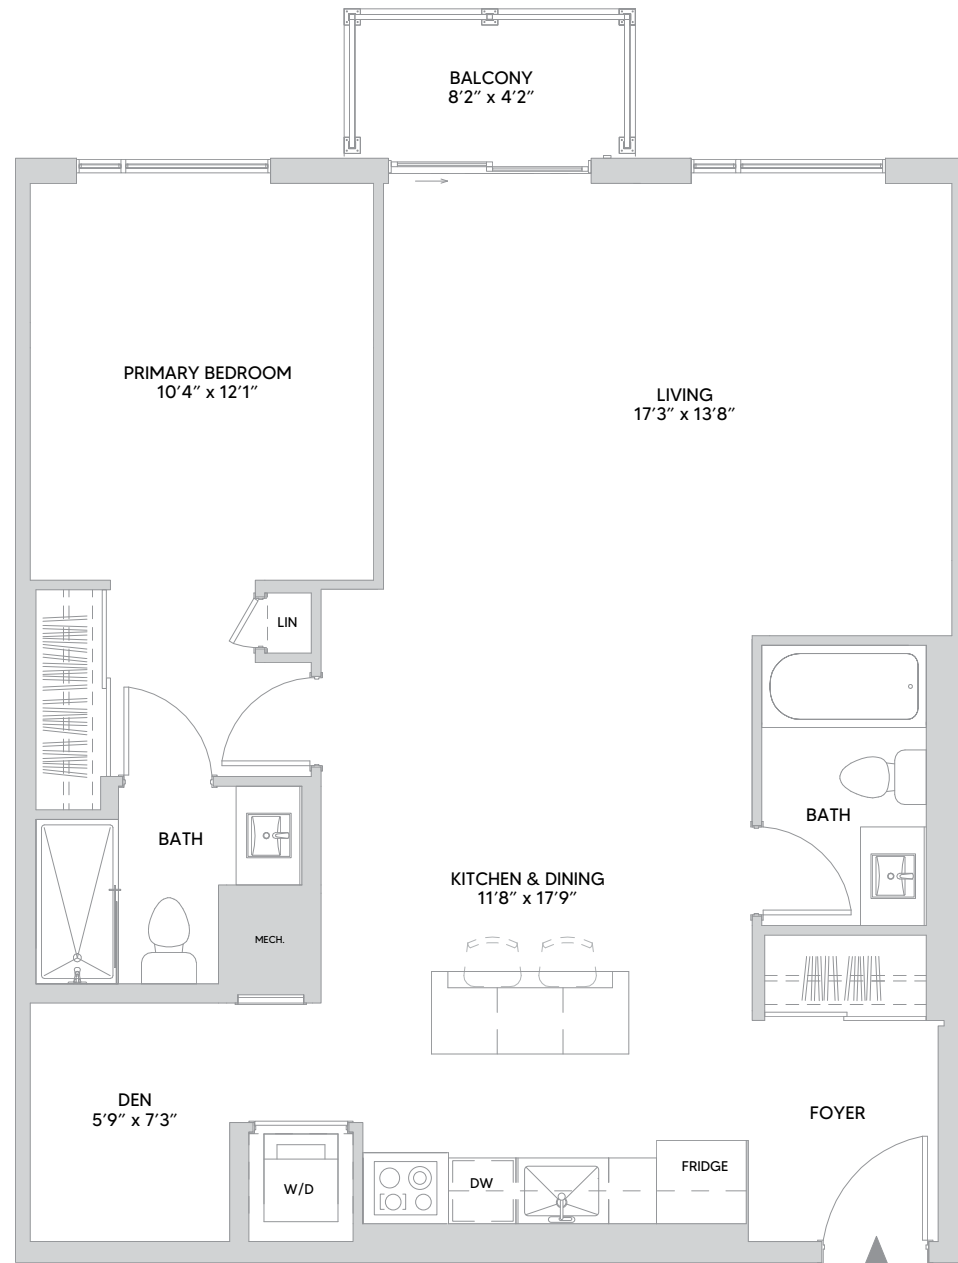 BALCONY
8’2” x 4’2”
PRIMARY BEDROOM
10’4” x 12’1”
LIVING
17’3” x 13’8”
LIN
BATH
BATH
KITCHEN & DINING
11’8” x 17’9”
MECH.
DEN
5’9” x 7’3”
FOYER
W/D
DW
FRIDGE